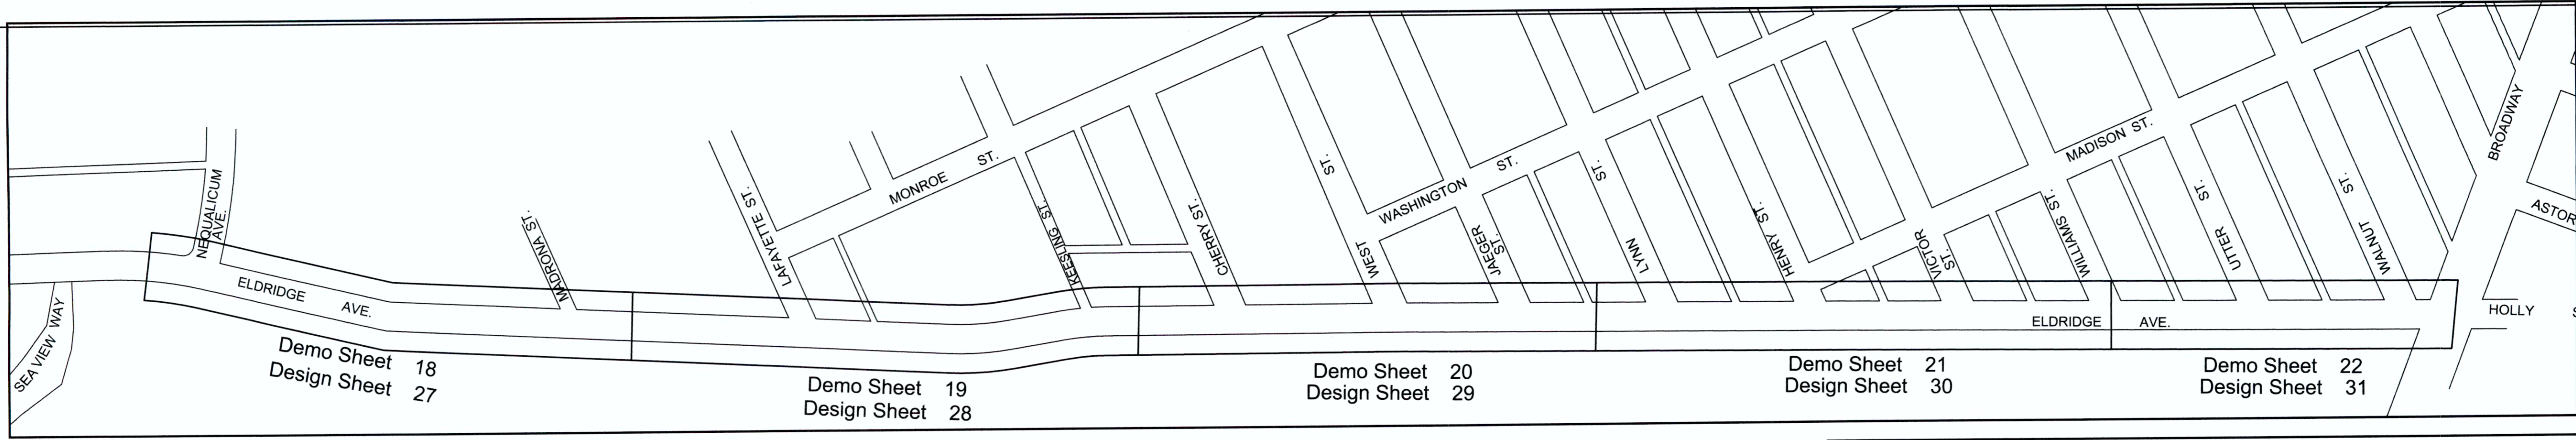 NEQUALICUM
AVE.
SEA VIEW WAY
ELDRIDGE
AVE.
MADRONA ST.
LAFAYETTE ST.
MONROE
ST.
KEESLING
ST.
CHERRY ST.
WEST
ST.
WASHINGTON
ST.
JAEGER
ST.
LYNN
ST.
HENRY
ST.
VICTOR
ST.
WILLIAMS ST.
MADISON ST.
UTTER
ST.
WALNUT
ST.
BROADWAY
ASTOR
HOLLY
S
ELDRIDGE
AVE.
Demo Sheet 18
Design Sheet 27
Demo Sheet 19
Design Sheet 28
Demo Sheet 20
Design Sheet 29
Demo Sheet 21
Design Sheet 30
Demo Sheet 22
Design Sheet 31